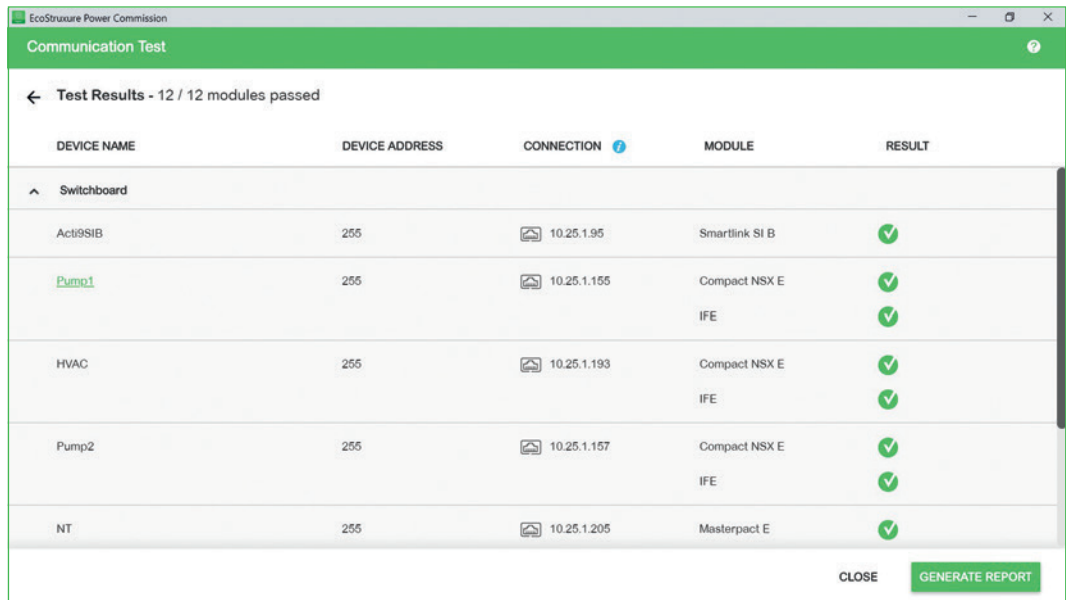 EcoStruxure Power Commission
Communication Test
Test Results - 12 / 12 modules passed
DEVICE NAME DEVICE ADDRESS CONNECTION MODULE RESULT
Switchboard
Acti9SIB 255 10.25.1.95 Smartlink SI B
Pump1 255 10.25.1.155 Compact NSX E
IFE
HVAC 255 10.25.1.193 Compact NSX E
IFE
Pump2 255 10.25.1.157 Compact NSX E
IFE
NT 255 10.25.1.205 Masterpact E
CLOSE GENERATE REPORT